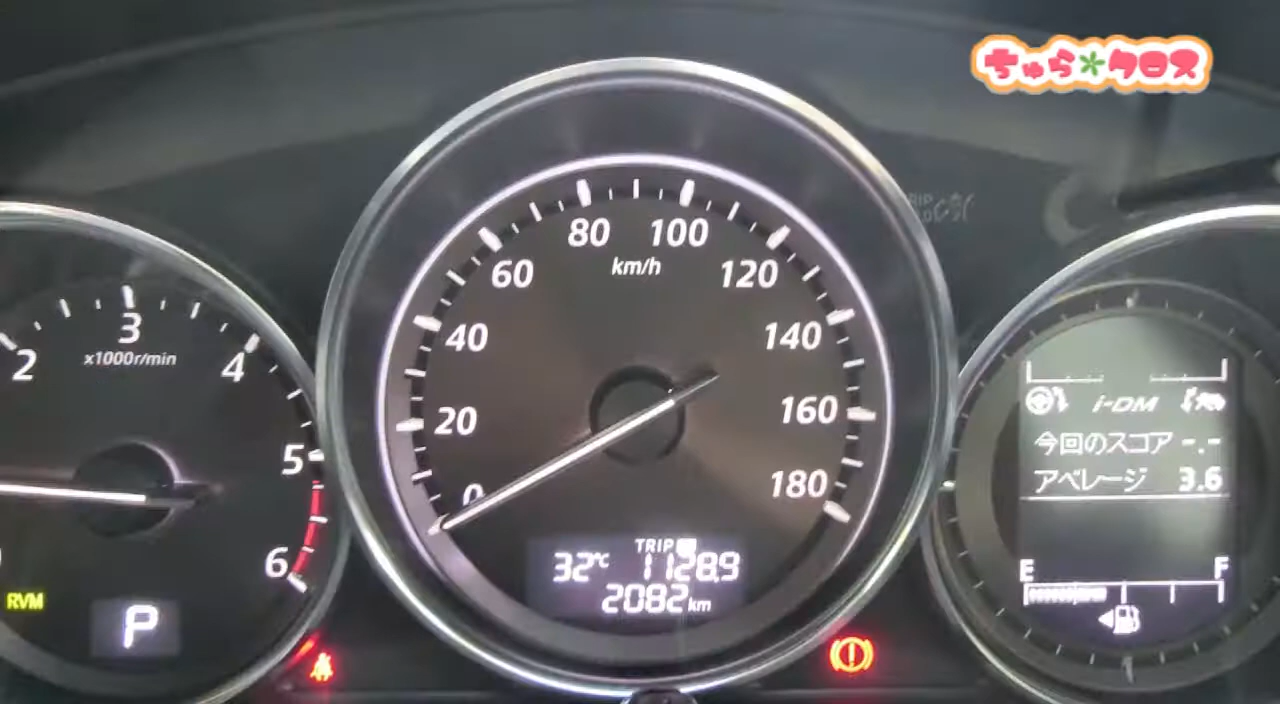 ちゅら*クロス
80
100
km/h
60
120
40
140
20
160
0
180
TRIP
32℃
1128.9
2082km
3
x1000r/min
2
4
5
6
RVM
P
i-DM
今回のスコア -.-
アベレージ 3.6
E
F